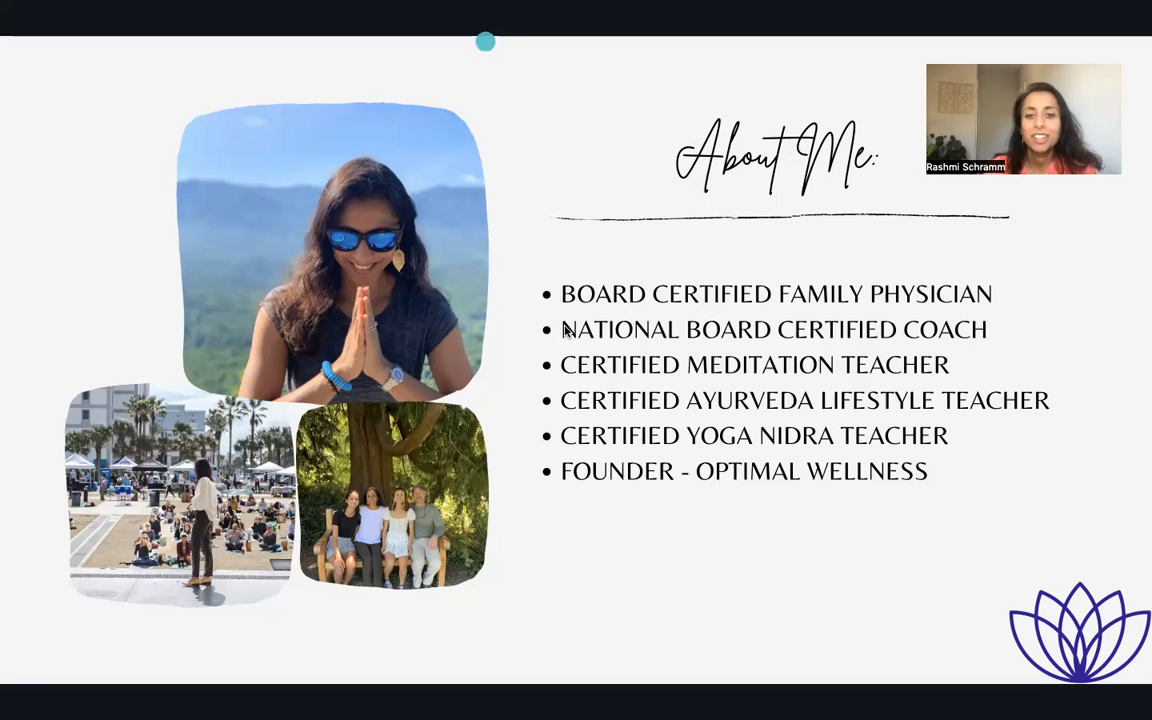 About Me:
Rashmi Schramm
BOARD CERTIFIED FAMILY PHYSICIAN
NATIONAL BOARD CERTIFIED COACH
CERTIFIED MEDITATION TEACHER
CERTIFIED AYURVEDA LIFESTYLE TEACHER
CERTIFIED YOGA NIDRA TEACHER
FOUNDER - OPTIMAL WELLNESS